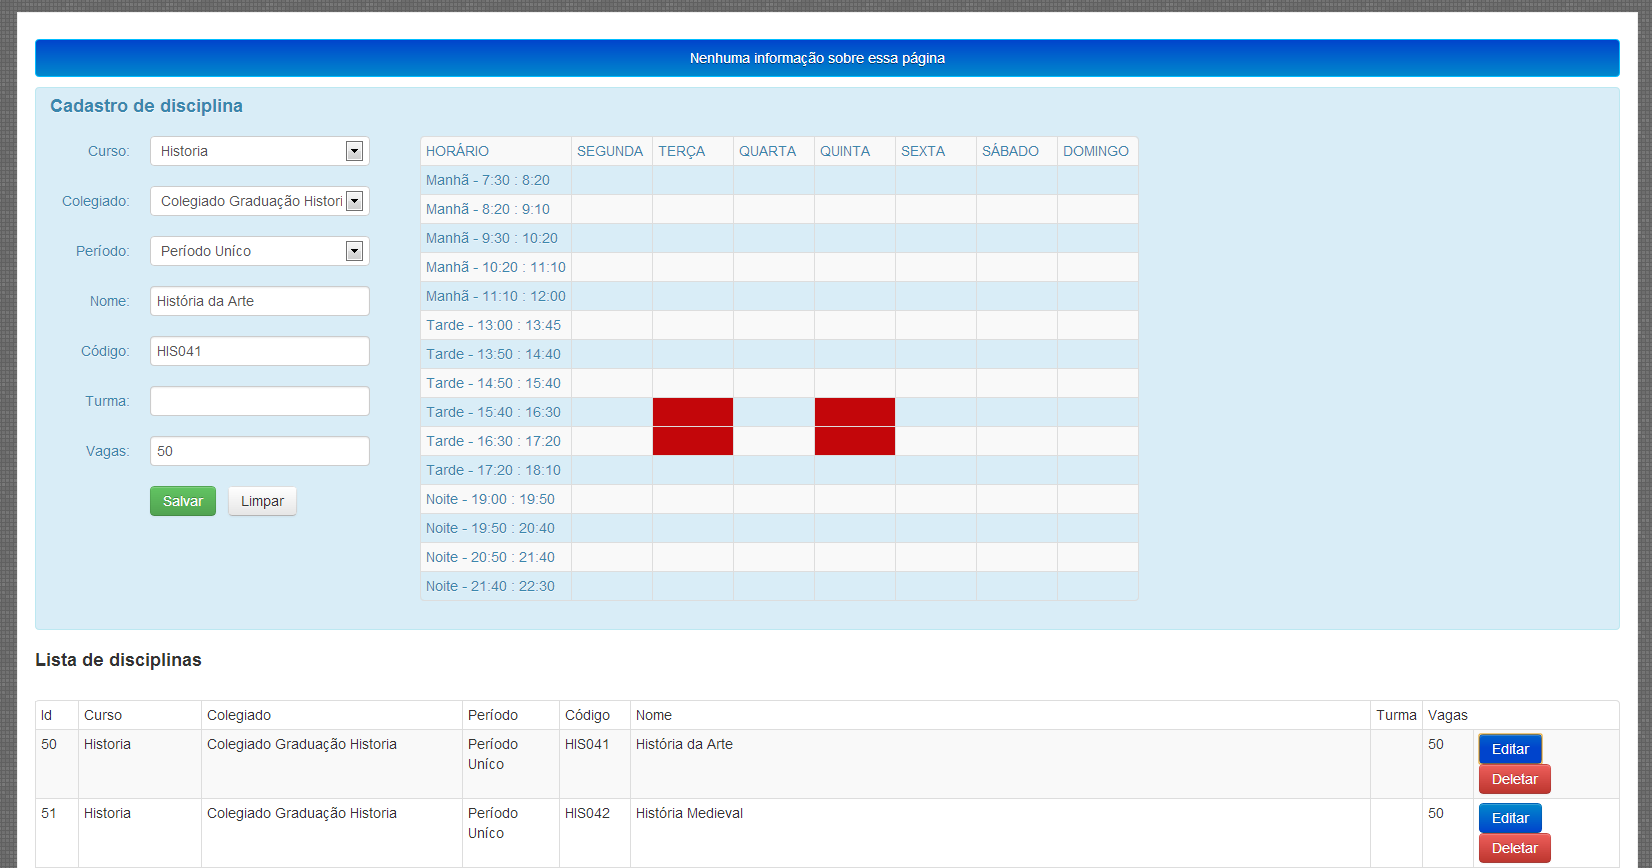 Nenhuma informação sobre essa página
Cadastro de disciplina
Curso: Historia
Colegiado: Colegiado Graduação Histori
Período: Período Uníco
Nome: História da Arte
Código: HIS041
Turma:
Vagas: 50
Salvar Limpar
HORÁRIO SEGUNDA TERÇA QUARTA QUINTA SEXTA SÁBADO DOMINGO
Manhã - 7:30 : 8:20
Manhã - 8:20 : 9:10
Manhã - 9:30 : 10:20
Manhã - 10:20 : 11:10
Manhã - 11:10 : 12:00
Tarde - 13:00 : 13:45
Tarde - 13:50 : 14:40
Tarde - 14:50 : 15:40
Tarde - 15:40 : 16:30
Tarde - 16:30 : 17:20
Tarde - 17:20 : 18:10
Noite - 19:00 : 19:50
Noite - 19:50 : 20:40
Noite - 20:50 : 21:40
Noite - 21:40 : 22:30
Lista de disciplinas
Id Curso Colegiado Período Código Nome Turma Vagas
50 Historia Colegiado Graduação Historia Período HIS041 História da Arte 50 Editar
Uníco Deletar
51 Historia Colegiado Graduação Historia Período HIS042 História Medieval 50 Editar
Uníco Deletar